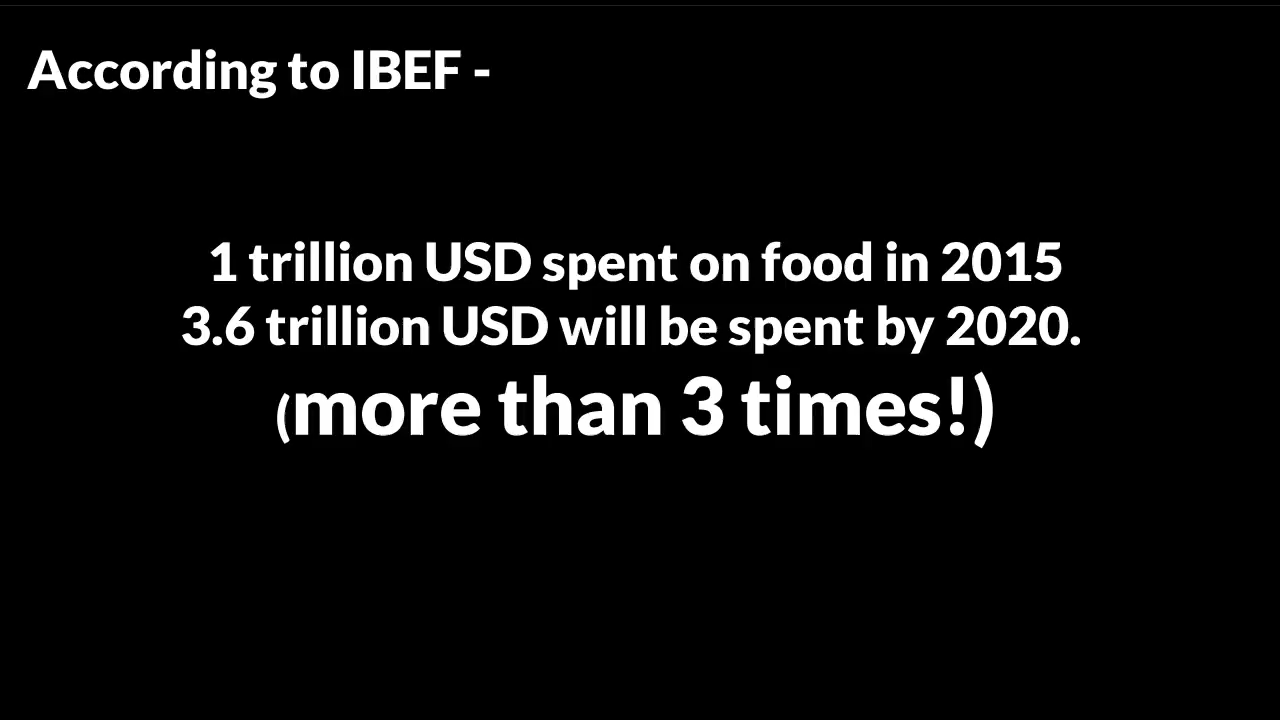 According to IBEF -
1 trillion USD spent on food in 2015
3.6 trillion USD will be spent by 2020.
(more than 3 times!)